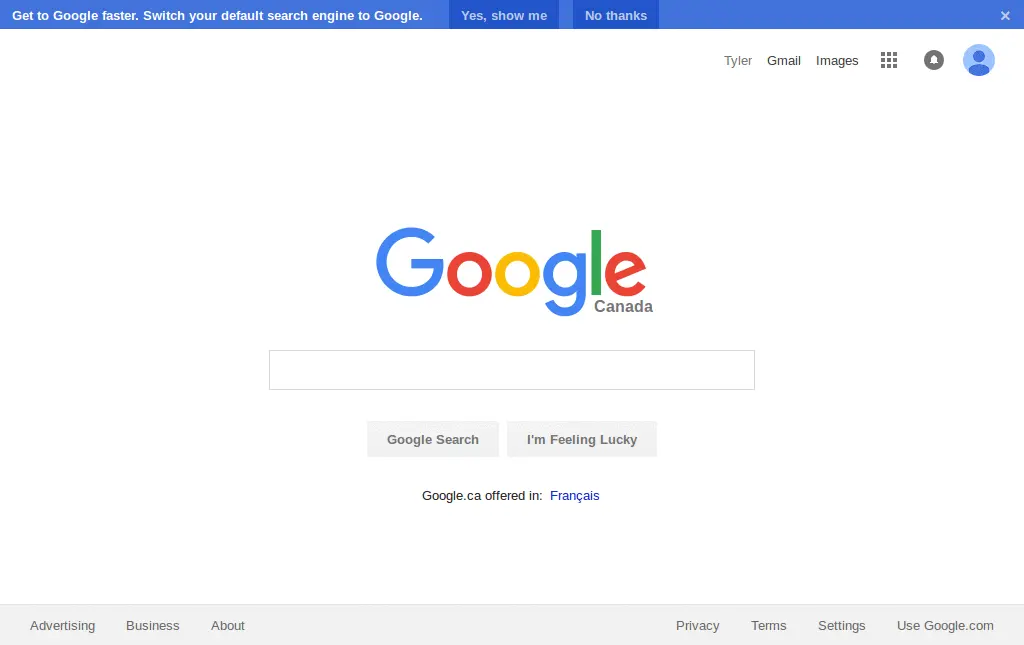 Get to Google faster. Switch your default search engine to Google. Yes, show me No thanks ×
Tyler Gmail Images
Google
Canada
Google Search I'm Feeling Lucky
Google.ca offered in: Français
Advertising Business About Privacy Terms Settings Use Google.com